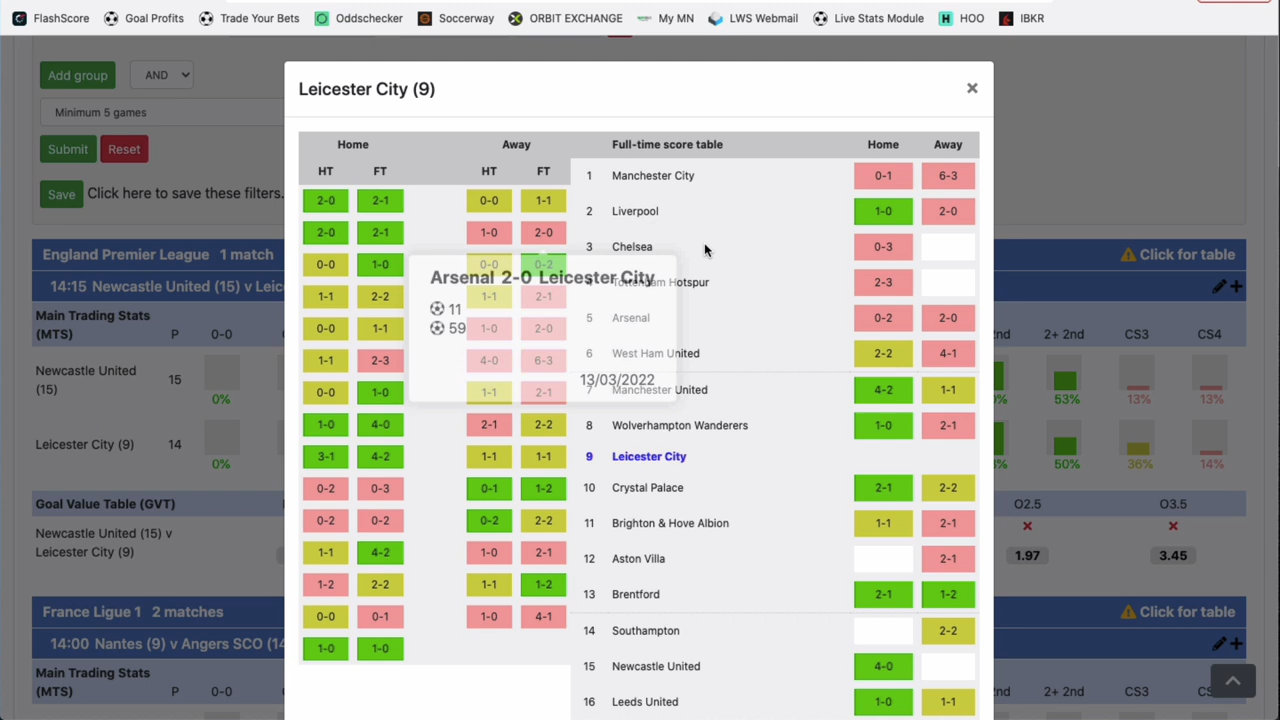 FlashScore Goal Profits Trade Your Bets Oddschecker Soccerway ORBIT EXCHANGE My MN LWS Webmail Live Stats Module HOO IBKR
Add group AND
Minimum 5 games
Submit Reset
Save Click here to save these filters.
England Premier League 1 match Click for table
14:15 Newcastle United (15) v Leic
Main Trading Stats (MTS) P 0-0 2+ 2nd CS3 CS4
Newcastle United (15) 15 0% 53% 13% 13%
Leicester City (9) 14 0% 50% 36% 14%
Goal Value Table (GVT) O2.5 O3.5
Newcastle United (15) v
Leicester City (9) 1.97 3.45
France Ligue 1 2 matches Click for table
14:00 Nantes (9) v Angers SCO (14
Main Trading Stats (MTS) P 0-0 2+ 2nd CS3
Leicester City (9) ×
Home Away Full-time score table Home Away
HT FT HT FT
2-0 2-1 0-0 1-1
2-0 2-1 1-0 2-0
0-0 1-0 0-0 0-2
1-1 2-2 1-1 2-1
0-0 1-1 1-0 2-0
1-1 2-3 4-0 6-3
0-0 1-0 1-1 2-1
1-0 4-0 2-1 2-2
3-1 4-2 1-1 1-1
0-2 0-3 0-1 1-2
0-2 0-2 0-2 2-2
1-1 4-2 1-0 2-1
1-2 2-2 1-1 1-2
0-0 0-1 1-0 4-1
1-0 1-0
1 Manchester City 0-1 6-3
2 Liverpool 1-0 2-0
3 Chelsea 0-3
Tottenham Hotspur 2-3
5 Arsenal 0-2 2-0
6 West Ham United 2-2 4-1
7 Manchester United 4-2 1-1
8 Wolverhampton Wanderers 1-0 2-1
9 Leicester City
10 Crystal Palace 2-1 2-2
11 Brighton & Hove Albion 1-1 2-1
12 Aston Villa 2-1
13 Brentford 2-1 1-2
14 Southampton 2-2
15 Newcastle United 4-0
16 Leeds United 1-0 1-1
Arsenal 2-0 Leicester City
11
59
13/03/2022